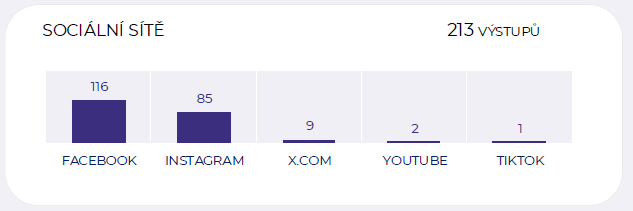 SOCIÁLNÍ SÍTĚ 213 VÝSTUPŮ
116 85 9 2 1
FACEBOOK INSTAGRAM X.COM YOUTUBE TIKTOK